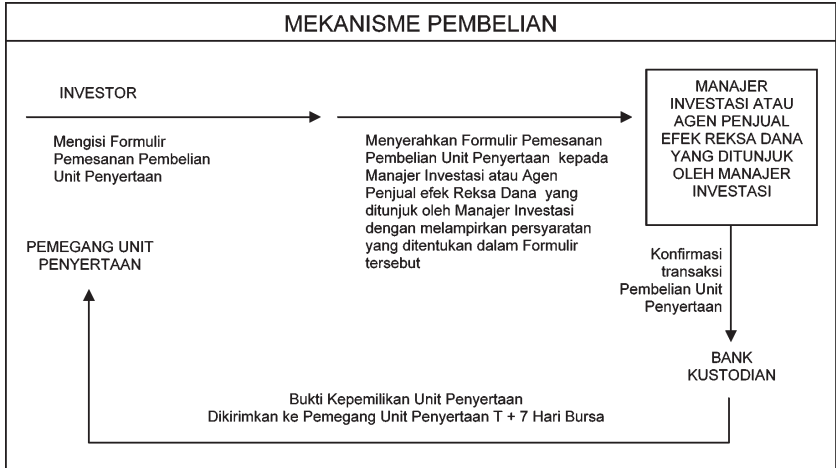 MEKANISME PEMBELIAN
INVESTOR
Mengisi Formulir
Pemesanan Pembelian
Unit Penyertaan
Menyerahkan Formulir Pemesanan
Pembelian Unit Penyertaan kepada
Manajer Investasi atau Agen
Penjual efek Reksa Dana yang
ditunjuk oleh Manajer Investasi
dengan melampirkan persyaratan
yang ditentukan dalam Formulir
tersebut
MANAJER
INVESTASI ATAU
AGEN PENJUAL
EFEK REKSA DANA
YANG DITUNJUK
OLEH MANAJER
INVESTASI
Konfirmasi
transaksi
Pembelian Unit
Penyertaan
BANK
KUSTODIAN
Bukti Kepemilikan Unit Penyertaan
Dikirimkan ke Pemegang Unit Penyertaan T + 7 Hari Bursa
PEMEGANG UNIT
PENYERTAAN